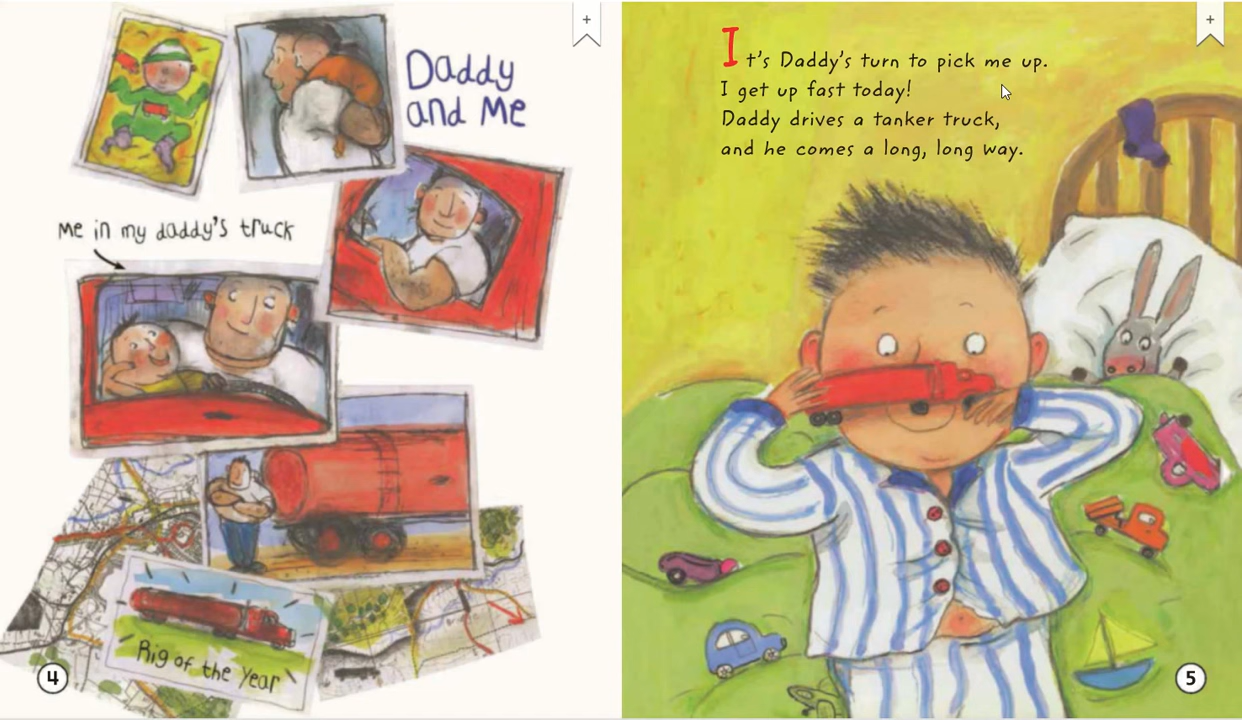 Daddy
and Me
Me in my daddy's truck
Rig of the Year
4
It's Daddy's turn to pick me up.
I get up fast today!
Daddy drives a tanker truck,
and he comes a long, long way.
5